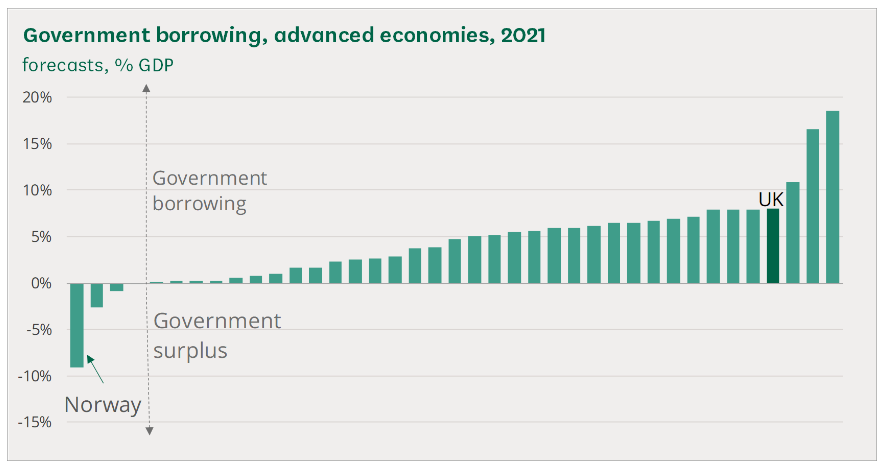 Government borrowing, advanced economies, 2021
forecasts, % GDP
20%
15%
10%
5%
0%
-5%
-10%
-15%
Government
borrowing
UK
Government
surplus
Norway